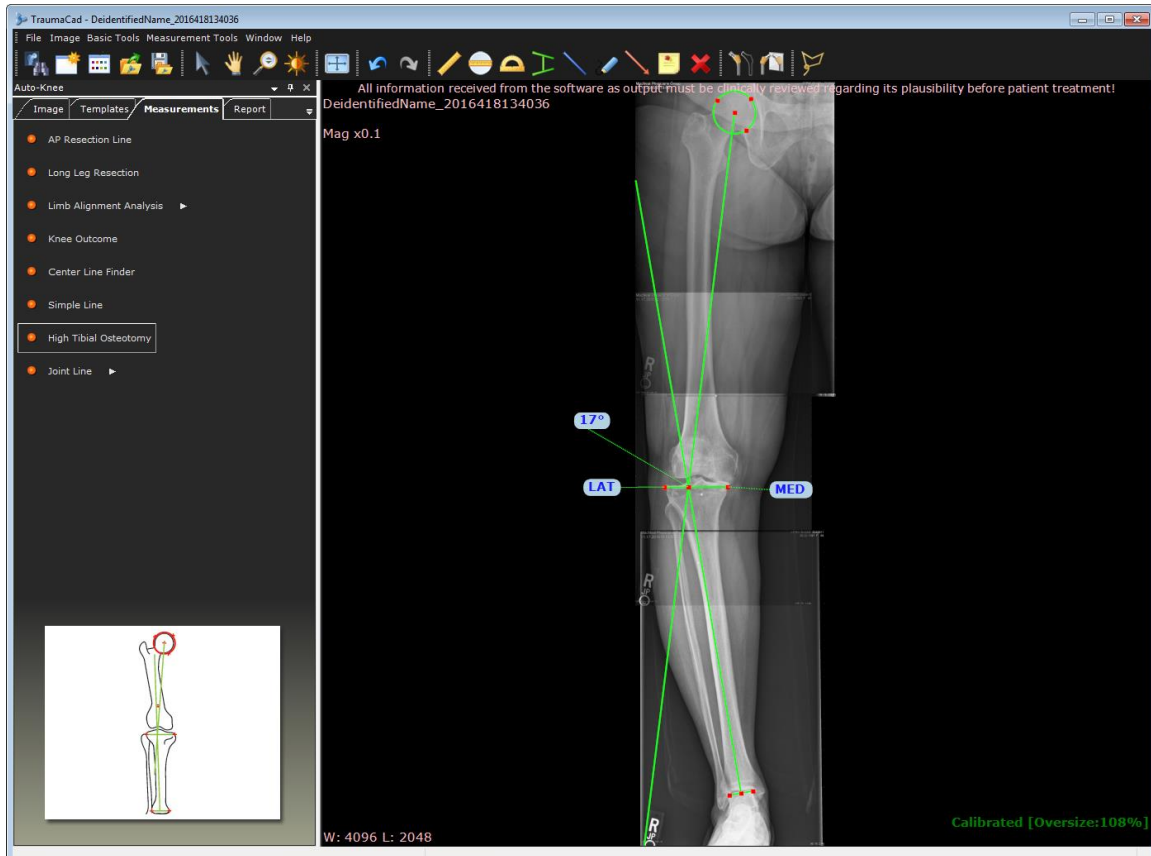 TraumaCad - DeidentifiedName_2016418134036
File Image Basic Tools Measurement Tools Window Help
Auto-Knee
Image Templates Measurements Report
AP Resection Line
Long Leg Resection
Limb Alignment Analysis
Knee Outcome
Center Line Finder
Simple Line
High Tibial Osteotomy
Joint Line
All information received from the software as output must be clinically reviewed regarding its plausibility before patient treatment!
DeidentifiedName_2016418134036
Mag x0.1
R
17°
LAT
MED
R
R
W: 4096 L: 2048
Calibrated [Oversize:108%]